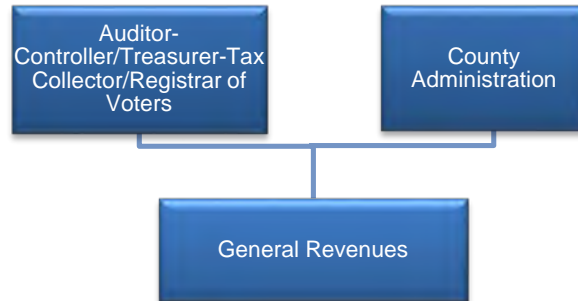 Auditor-
Controller/Treasurer-Tax
Collector/Registrar of
Voters
County
Administration
General Revenues